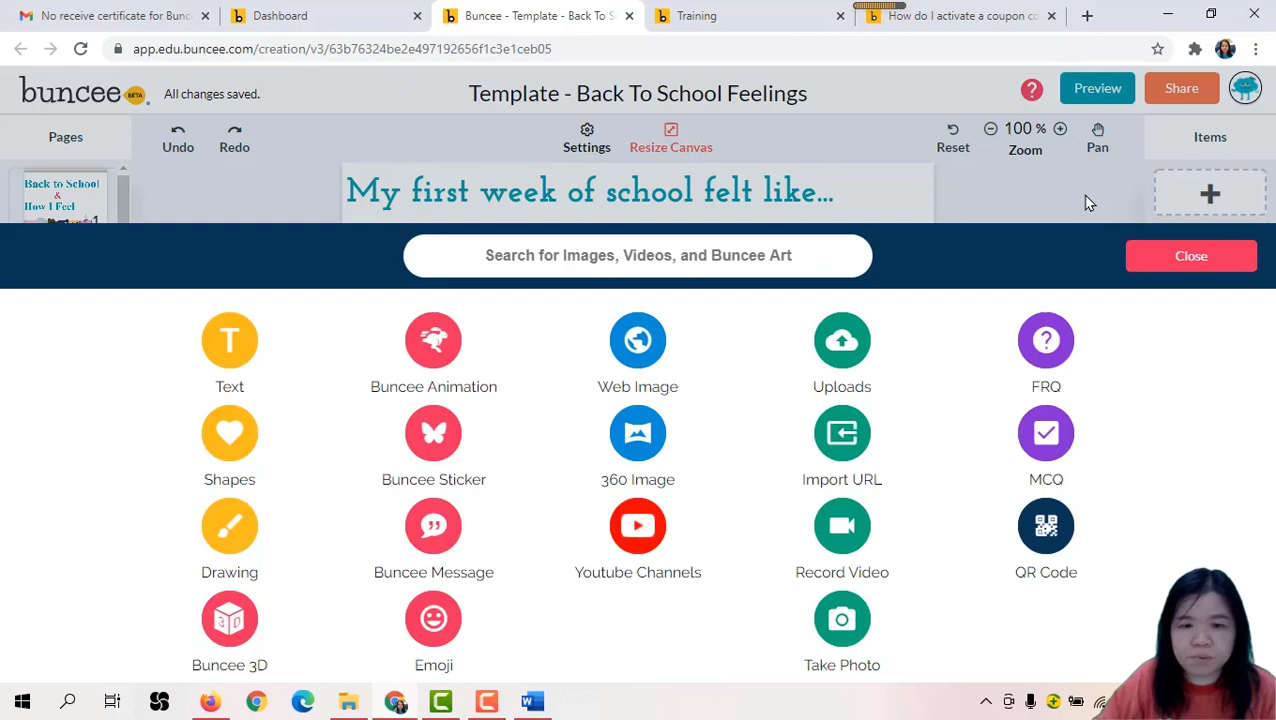 No receive certificate for Bunc
Dashboard
Buncee - Template - Back To S
Training
How do I activate a coupon co
app.edu.buncee.com/creation/v3/63b76324be2e497192656f1c3e1ceb05
buncee BETA
All changes saved.
Template - Back To School Feelings
Preview
Share
Pages
Undo
Redo
Settings
Resize Canvas
Reset
100 %
Zoom
Pan
Items
Back to School
&
How I Feel
My first week of school felt like...
Search for Images, Videos, and Buncee Art
Close
Text
Buncee Animation
Web Image
Uploads
FRQ
Shapes
Buncee Sticker
360 Image
Import URL
MCQ
Drawing
Buncee Message
Youtube Channels
Record Video
QR Code
3D
Buncee 3D
Emoji
Take Photo